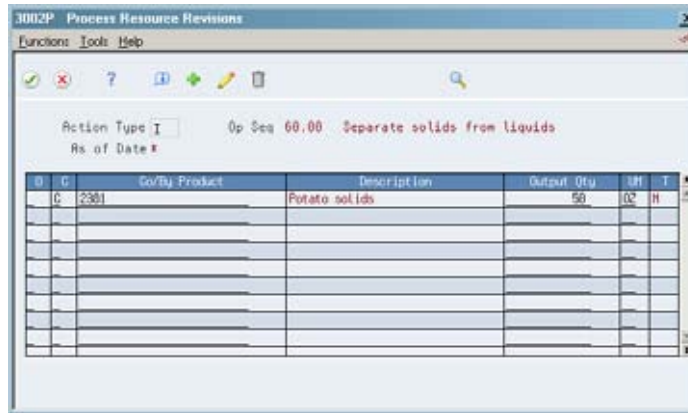 3002P Process Resource Revisions
Functions Tools Help
Action Type I Op Seq 60.00 Separate solids from liquids
As of Date *
O C Co/By Product Description Output Qty UM T
C 2301 Potato solids 50 OZ M